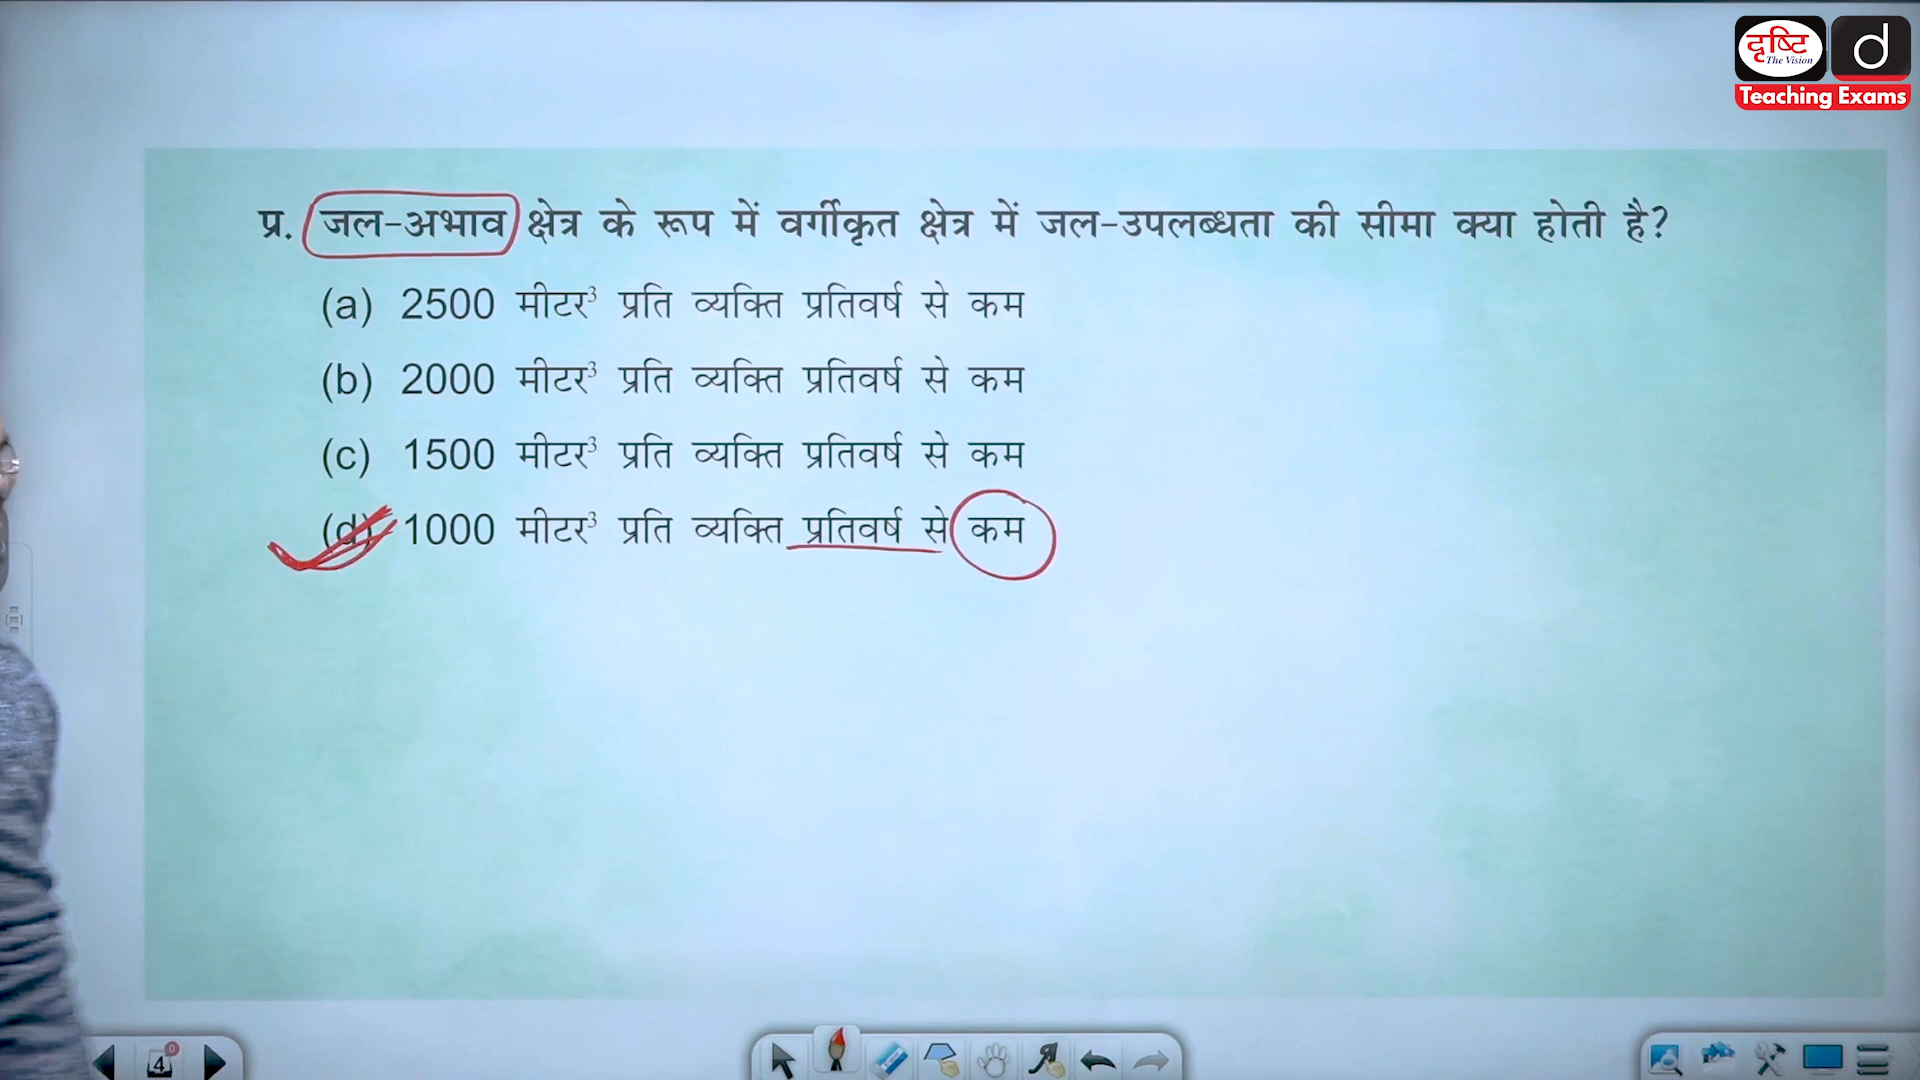 दृष्टि
The Vision
d
Teaching Exams
प्र. जल-अभाव क्षेत्र के रूप में वर्गीकृत क्षेत्र में जल-उपलब्धता की सीमा क्या होती है?
(a) 2500 मीटर³ प्रति व्यक्ति प्रतिवर्ष से कम
(b) 2000 मीटर³ प्रति व्यक्ति प्रतिवर्ष से कम
(c) 1500 मीटर³ प्रति व्यक्ति प्रतिवर्ष से कम
(d) 1000 मीटर³ प्रति व्यक्ति प्रतिवर्ष से कम
4
0